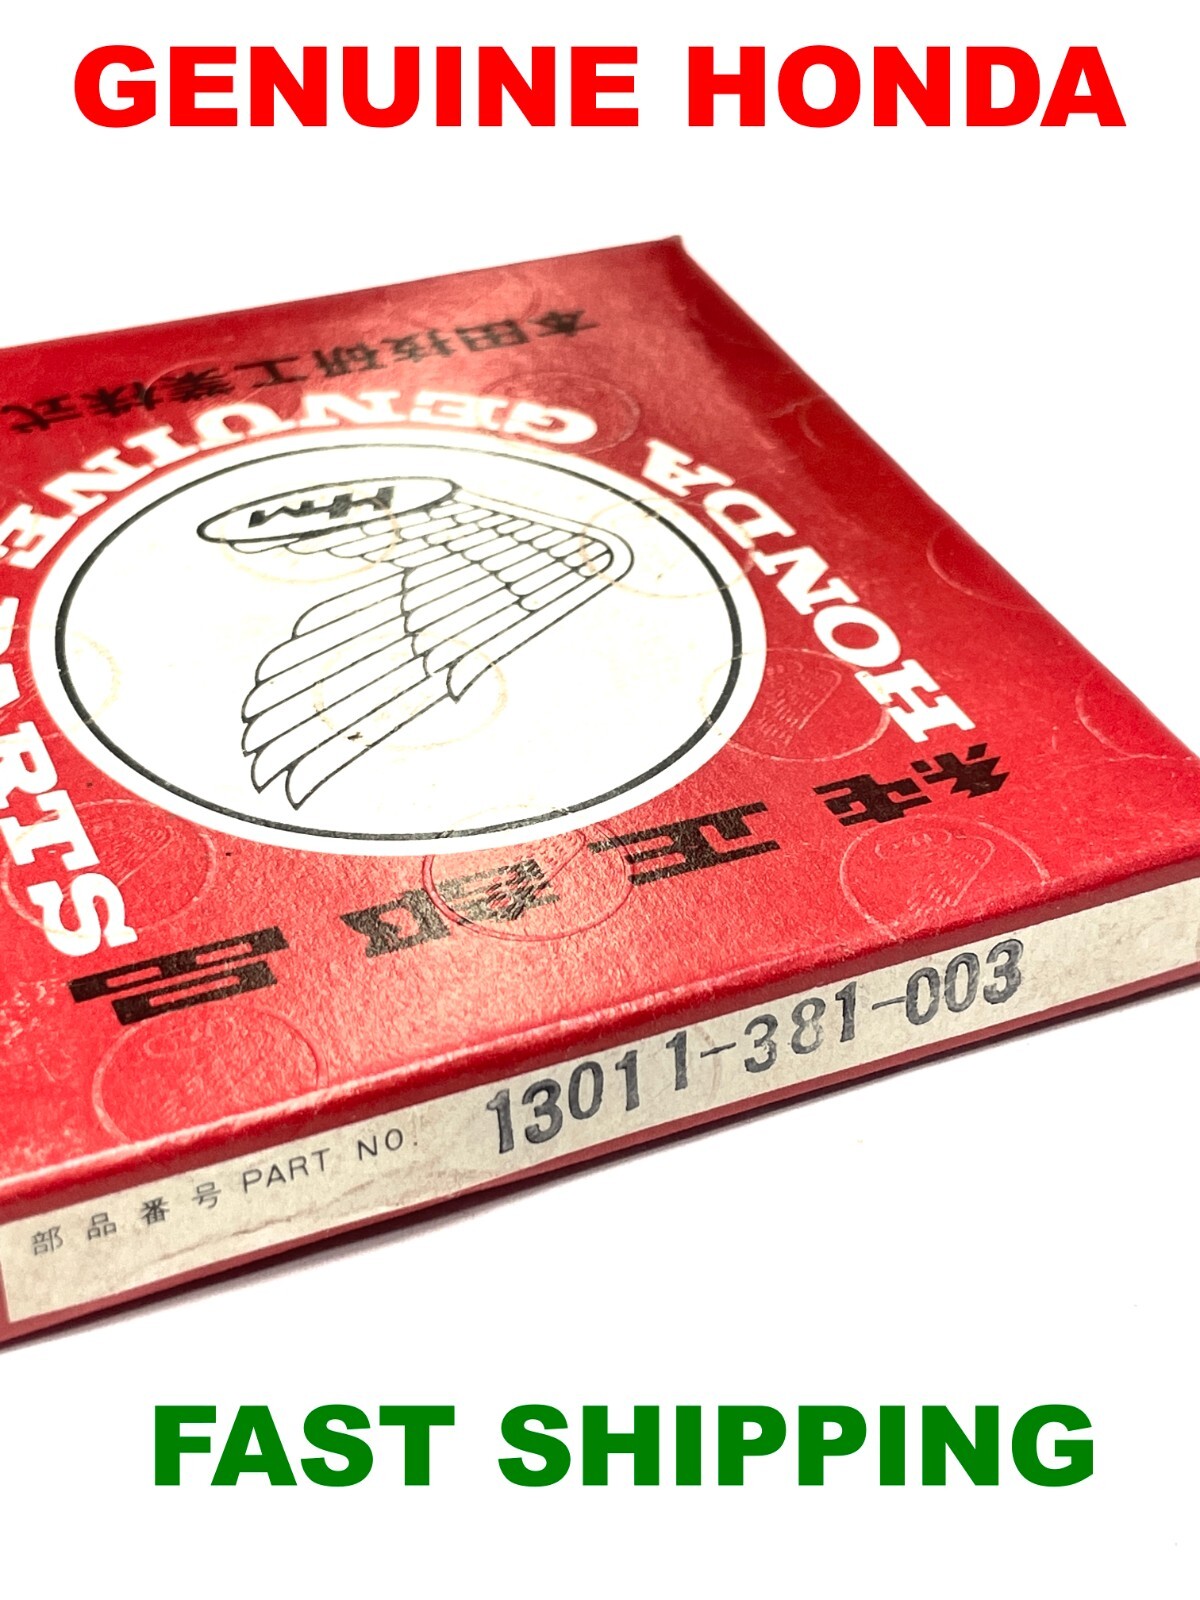 GENUINE HONDA
本田技研工業株式
HONDA GENUINE PARTS
HM
純正部品
部品番号 PART NO. 13011-381-003
FAST SHIPPING